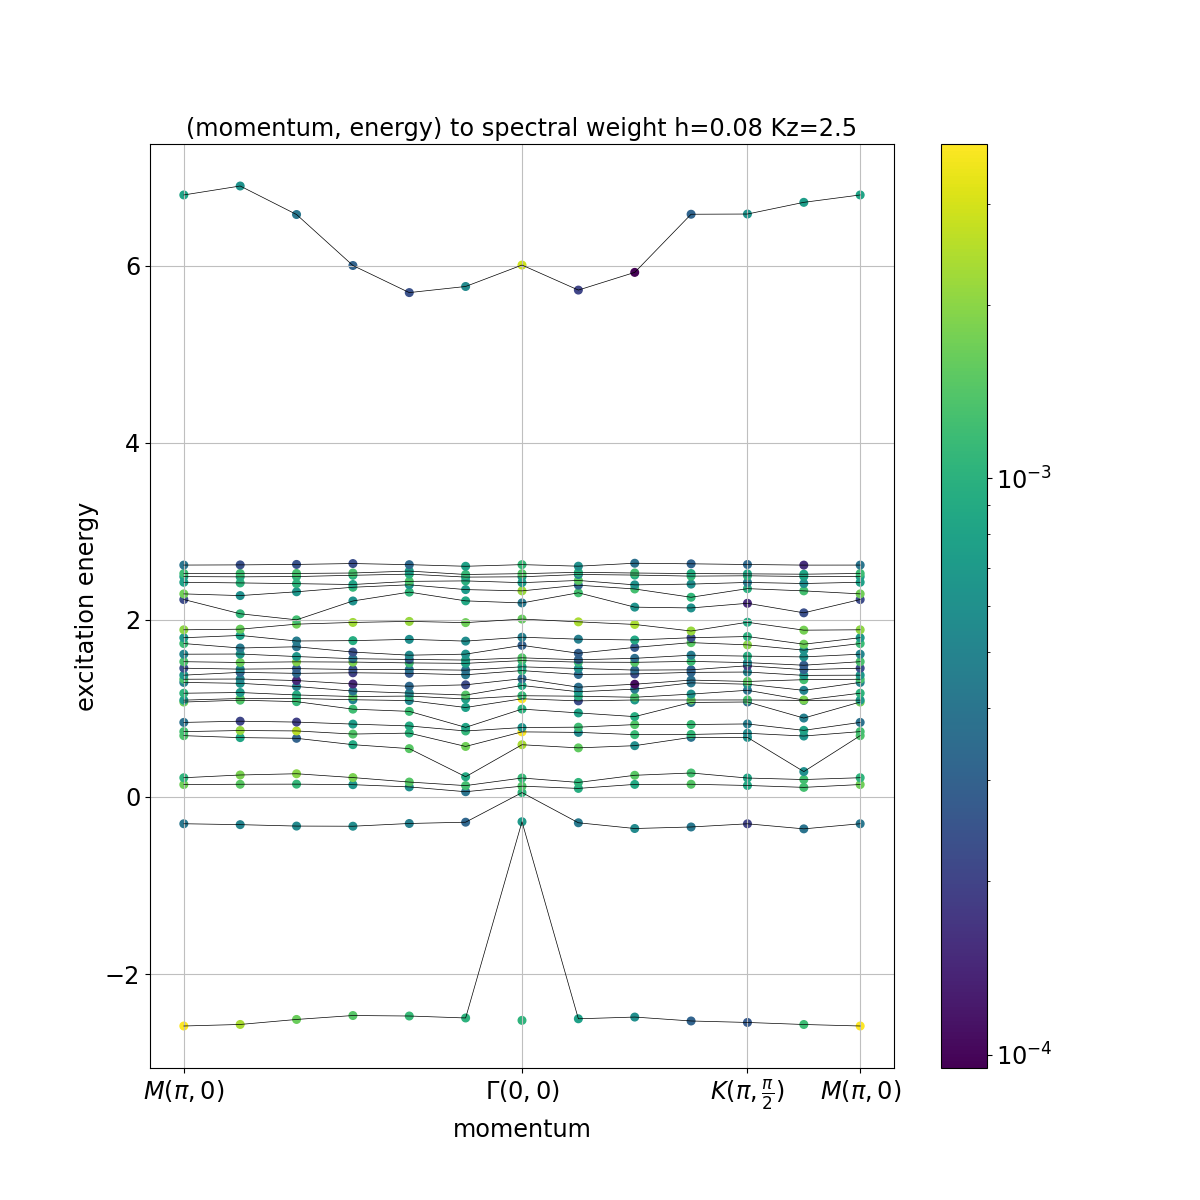 (momentum, energy) to spectral weight h=0.08 Kz=2.5
6
4
2
0
−2
excitation energy
M(π, 0)
Γ(0, 0)
K(π, π/2)
M(π, 0)
momentum
10⁻³
10⁻⁴